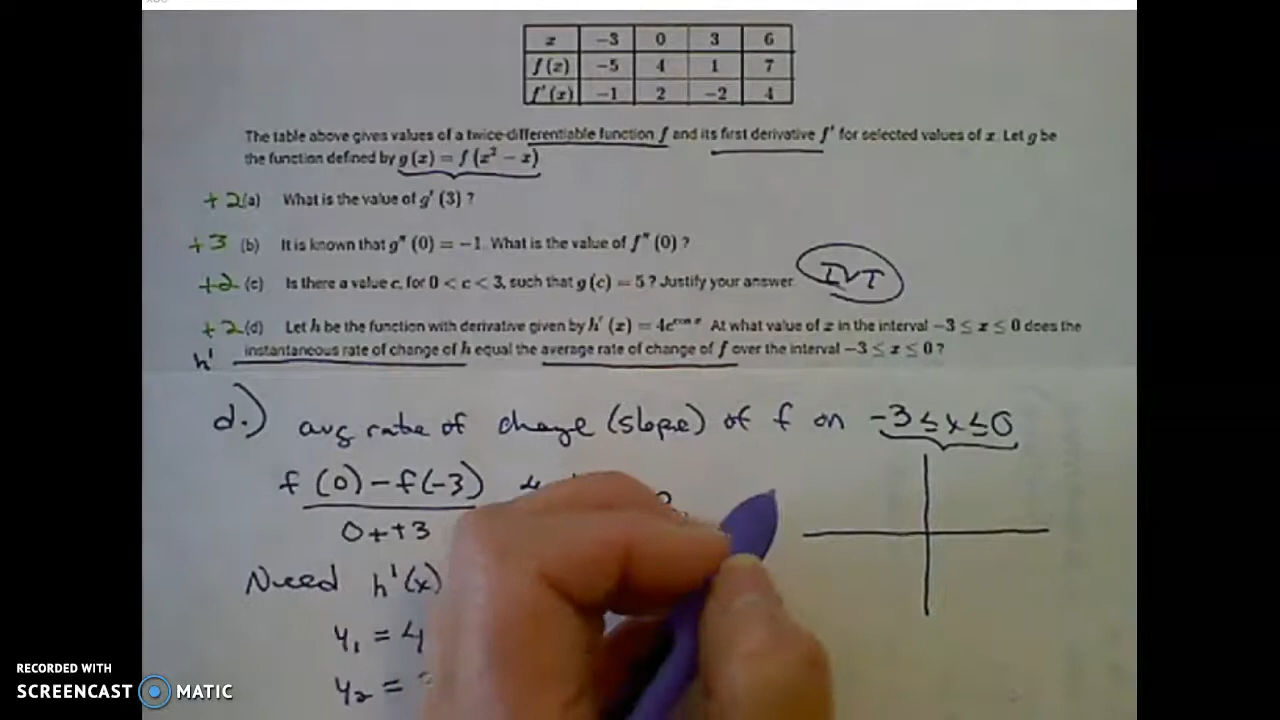 x -3 0 3 6
f(x) -5 4 1 7
f'(x) -1 2 -2 4
The table above gives values of a twice-differentiable function f and its first derivative f' for selected values of x. Let g be
the function defined by g(x) = f(x² − x)
+2 (a) What is the value of g'(3) ?
+3 (b) It is known that g"(0) = −1. What is the value of f"(0) ?
+2 (c) Is there a value c, for 0 < c < 3, such that g(c) = 5 ? Justify your answer.
IVT
+2 (d) Let h be the function with derivative given by h'(x) = 4e^cos x. At what value of x in the interval −3 ≤ x ≤ 0 does the
h' instantaneous rate of change of h equal the average rate of change of f over the interval −3 ≤ x ≤ 0 ?
d.) avg rate of change (slope) of f on -3 ≤ x ≤ 0
f(0) - f(-3)
0 + +3
Need h'(x)
y₁ = 4
y₂ =
RECORDED WITH
SCREENCAST MATIC